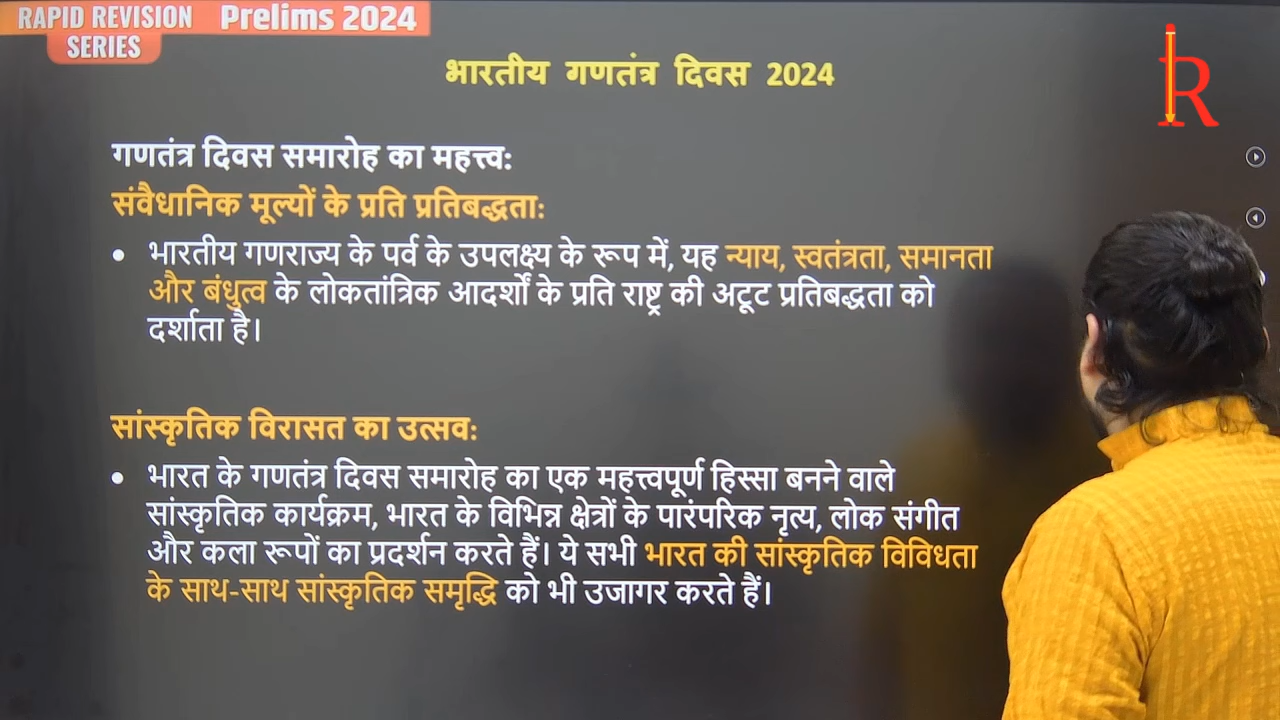 RAPID REVISION Prelims 2024
SERIES
भारतीय गणतंत्र दिवस 2024
R
गणतंत्र दिवस समारोह का महत्त्व:
संवैधानिक मूल्यों के प्रति प्रतिबद्धता:
• भारतीय गणराज्य के पर्व के उपलक्ष्य के रूप में, यह न्याय, स्वतंत्रता, समानता
और बंधुत्व के लोकतांत्रिक आदर्शों के प्रति राष्ट्र की अटूट प्रतिबद्धता को
दर्शाता है।
सांस्कृतिक विरासत का उत्सव:
• भारत के गणतंत्र दिवस समारोह का एक महत्त्वपूर्ण हिस्सा बनने वाले
सांस्कृतिक कार्यक्रम, भारत के विभिन्न क्षेत्रों के पारंपरिक नृत्य, लोक संगीत
और कला रूपों का प्रदर्शन करते हैं। ये सभी भारत की सांस्कृतिक विविधता
के साथ-साथ सांस्कृतिक समृद्धि को भी उजागर करते हैं।